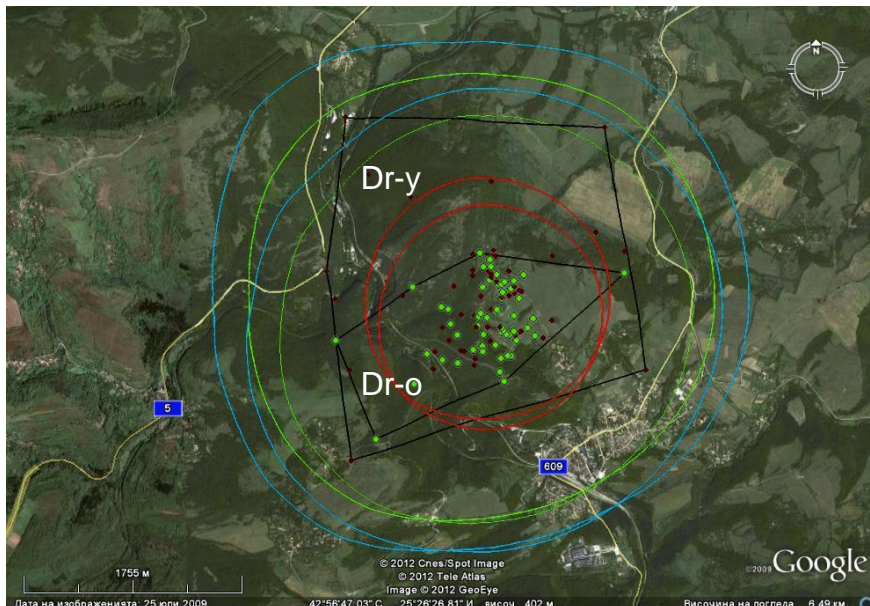 N
Dr-y
Dr-o
5
609
© 2012 Cnes/Spot Image
© 2012 Tele Atlas
Image © 2012 GeoEye
©2009 Google
1755 м
Дата на изображенията: 25 юли 2009 42°56'47.03" С 25°26'26.81" И височ. 402 м Височина на погледа 6.49 км